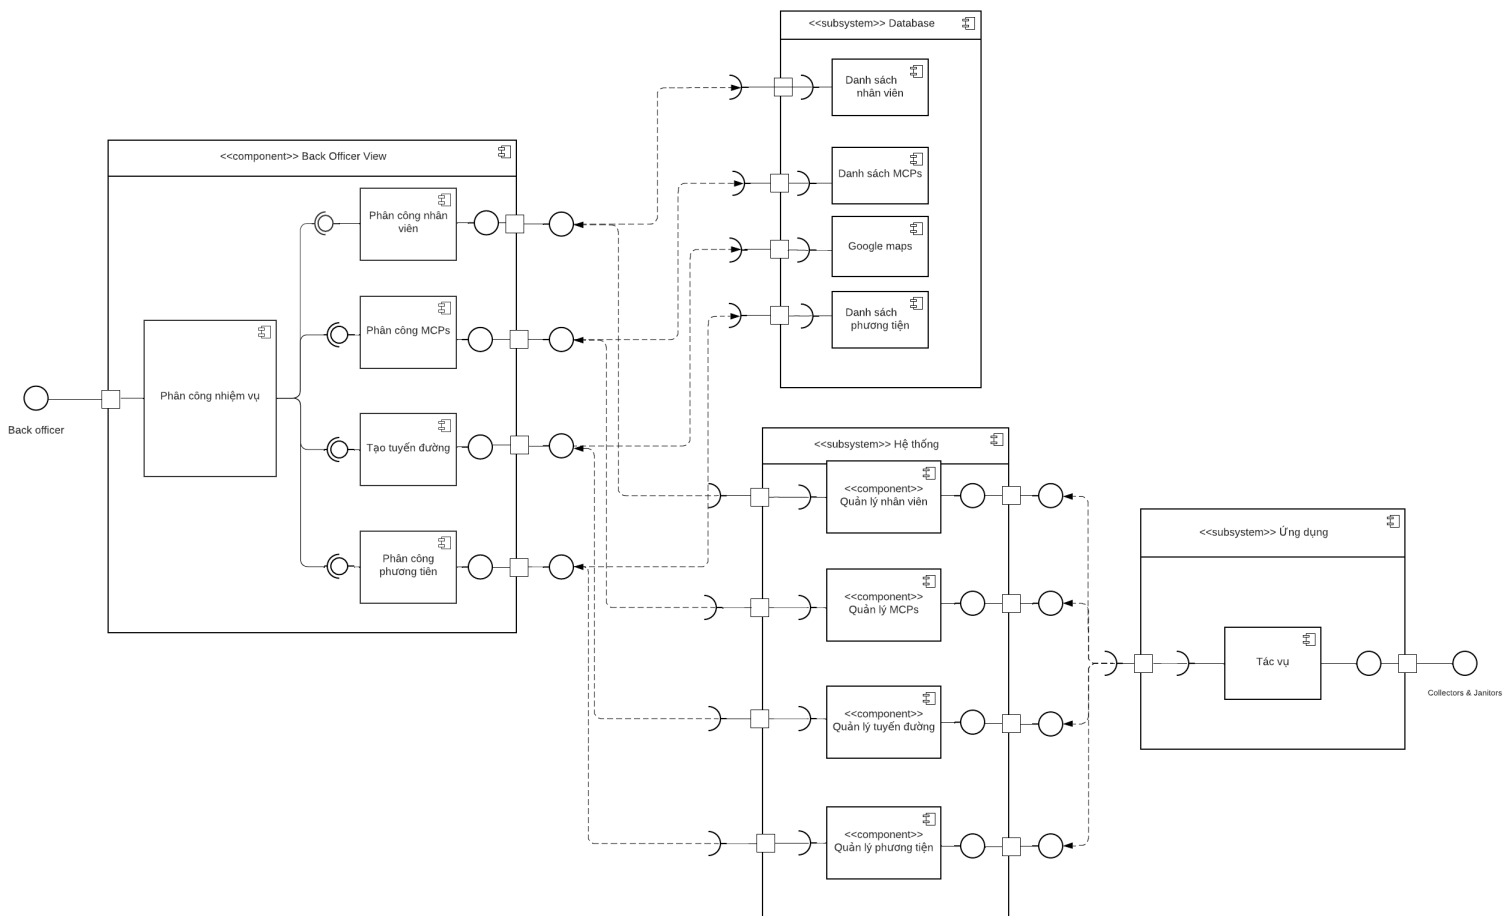 <<subsystem>> Database
Danh sách
nhân viên
Danh sách MCPs
Google maps
Danh sách
phương tiện
<<component>> Back Officer View
Phân công nhân
viên
Phân công MCPs
Phân công nhiệm vụ
Tạo tuyến đường
Phân công
phương tiên
Back officer
<<subsystem>> Hệ thống
<<component>>
Quản lý nhân viên
<<component>>
Quản lý MCPs
<<component>>
Quản lý tuyến đường
<<component>>
Quản lý phương tiện
<<subsystem>> Ứng dụng
Tác vụ
Collectors & Janitors